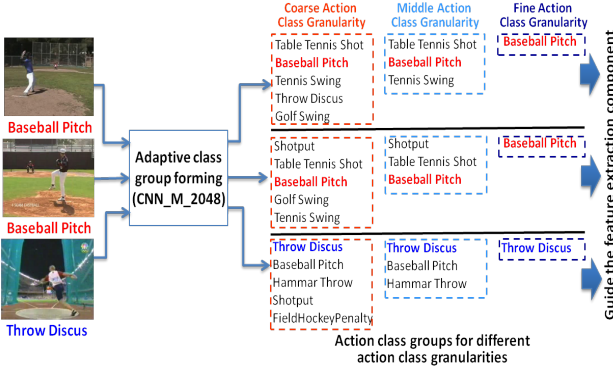 Coarse Action
Class Granularity
Middle Action
Class Granularity
Fine Action
Class Granularity
Table Tennis Shot
Baseball Pitch
Tennis Swing
Throw Discus
Golf Swing
Table Tennis Shot
Baseball Pitch
Tennis Swing
Baseball Pitch
Baseball Pitch
Adaptive class
group forming
(CNN_M_2048)
Shotput
Table Tennis Shot
Baseball Pitch
Golf Swing
Tennis Swing
Shotput
Table Tennis Shot
Baseball Pitch
Baseball Pitch
Baseball Pitch
Throw Discus
Baseball Pitch
Hammar Throw
Shotput
FieldHockeyPenalty
Throw Discus
Baseball Pitch
Hammar Throw
Throw Discus
Throw Discus
Guide the feature extraction component
Action class groups for different
action class granularities